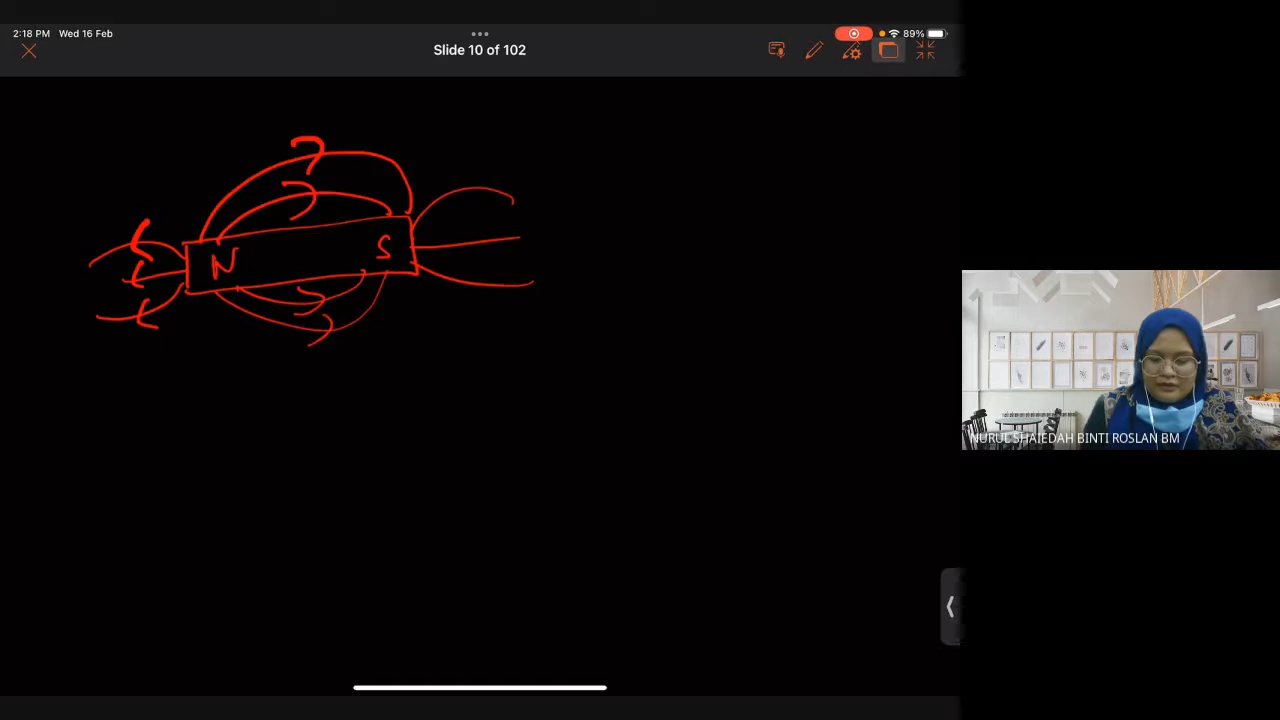 2:18 PM Wed 16 Feb
89%
Slide 10 of 102
N S
NURUL SHAIEDAH BINTI ROSLAN BM